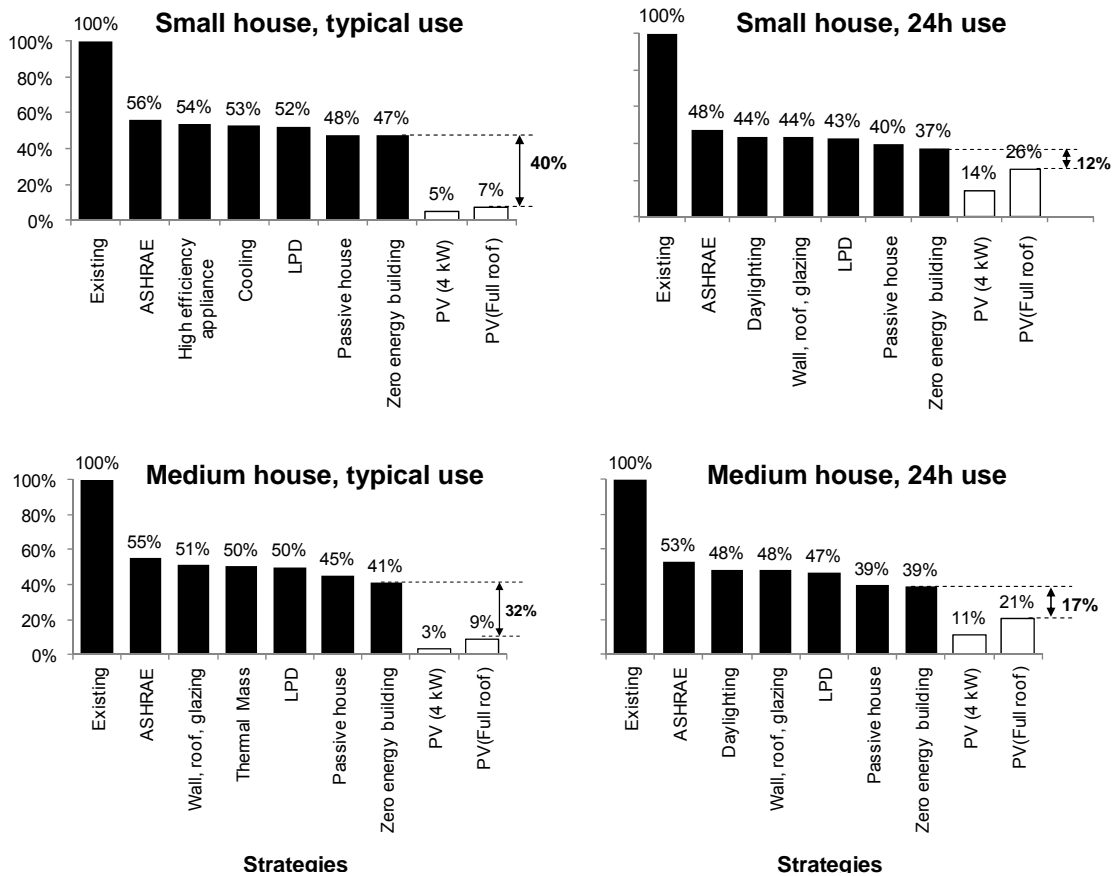 Small house, typical use
100%
100%
80%
60%
40%
20%
0%
56%
54%
53%
52%
48%
47%
5%
7%
40%
Existing
ASHRAE
High efficiency
appliance
Cooling
LPD
Passive house
Zero energy building
PV (4 kW)
PV(Full roof)
Small house, 24h use
100%
48%
44%
44%
43%
40%
37%
14%
26%
12%
Existing
ASHRAE
Daylighting
Wall, roof, glazing
LPD
Passive house
Zero energy building
PV (4 kW)
PV(Full roof)
Medium house, typical use
100%
100%
80%
60%
40%
20%
0%
55%
51%
50%
50%
45%
41%
3%
9%
32%
Existing
ASHRAE
Wall, roof, glazing
Thermal Mass
LPD
Passive house
Zero energy building
PV (4 kW)
PV(Full roof)
Strategies
Medium house, 24h use
100%
53%
48%
48%
47%
39%
39%
11%
21%
17%
Existing
ASHRAE
Daylighting
Wall, roof, glazing
LPD
Passive house
Zero energy building
PV (4 kW)
PV(Full roof)
Strategies